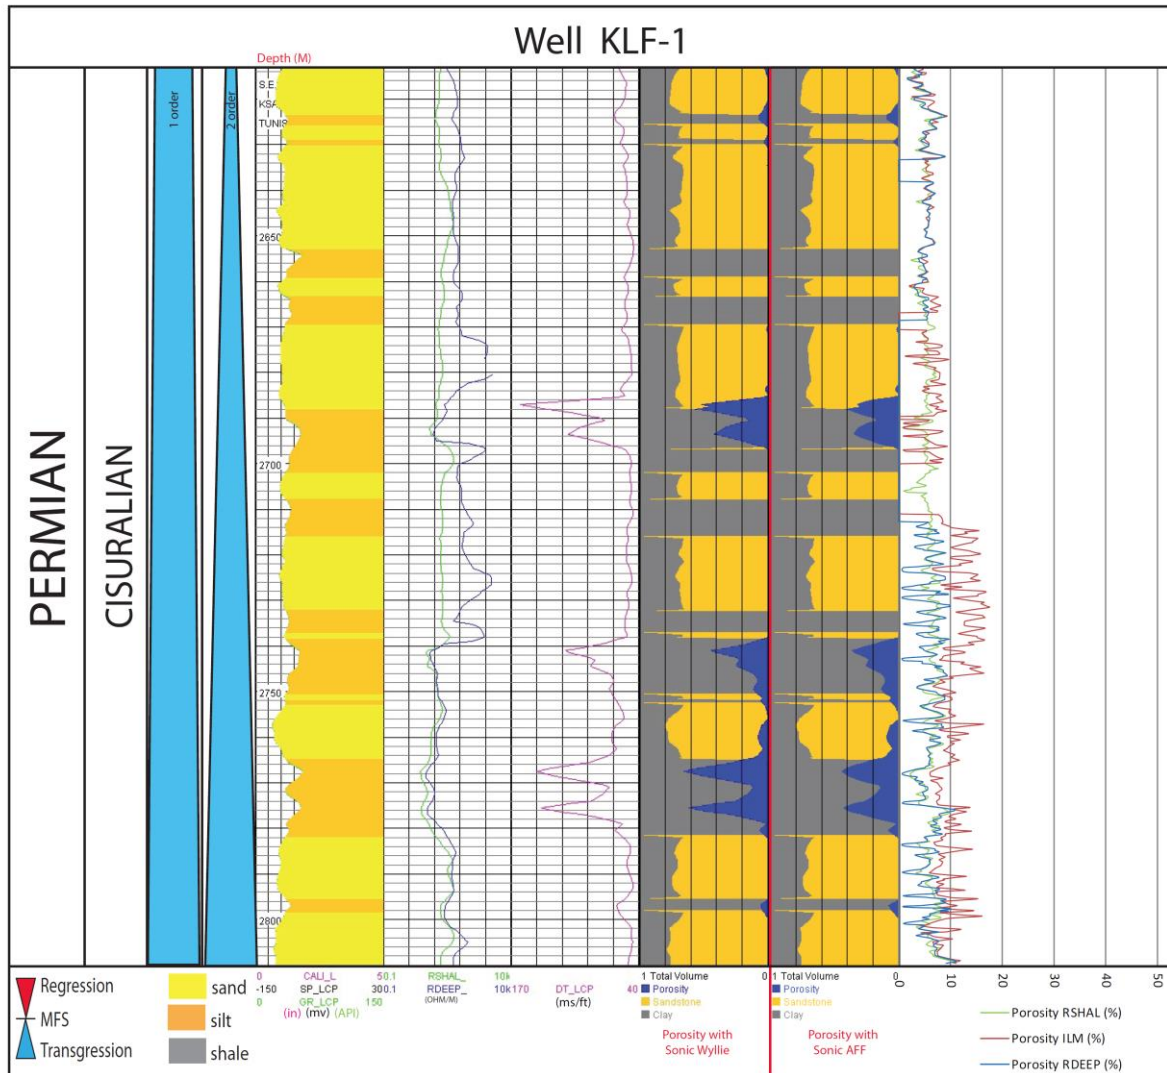 Well KLF-1
Depth (M)
PERMIAN
CISURALIAN
1 order
2 order
S.E.
KSA
TUNIS
2650
2700
2750
2800
Regression
MFS
Transgression
sand
silt
shale
0 CALI_L 5
-150 SP_LCP 300
0 GR_LCP 150
(in) (mv) (API)
0.1 RSHAL_ 10k
0.1 RDEEP_ 10k
(OHM/M)
170 DT_LCP 40
(ms/ft)
1 Total Volume 0
Porosity
Sandstone
Clay
Porosity with
Sonic Wyllie
1 Total Volume 0
Porosity
Sandstone
Clay
Porosity with
Sonic AFF
0 10 20 30 40 50
Porosity RSHAL (%)
Porosity ILM (%)
Porosity RDEEP (%)